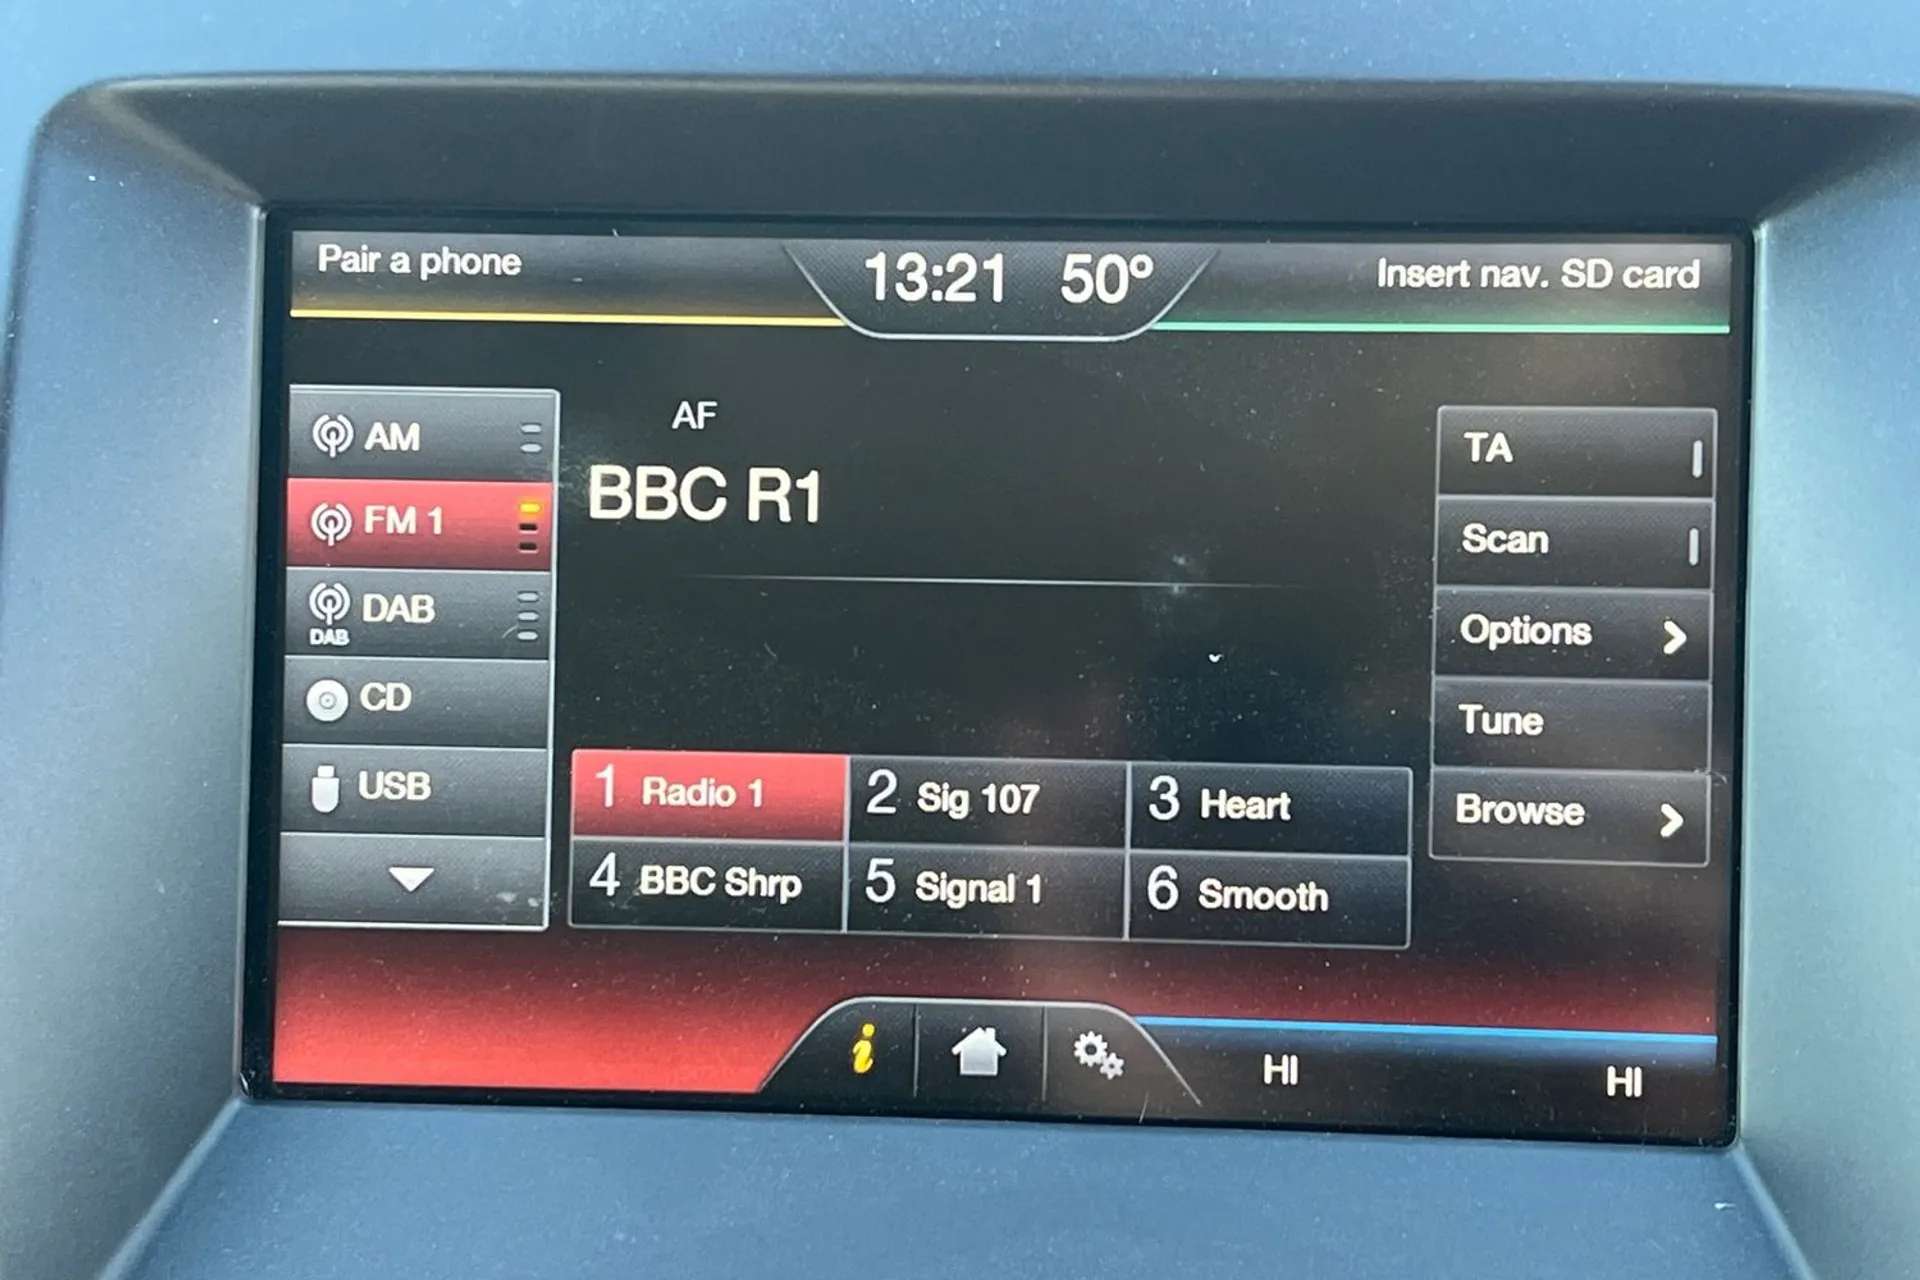 Pair a phone
13:21 50°
Insert nav. SD card
AM
FM 1
DAB
DAB
CD
USB
AF
BBC R1
TA
Scan
Options
Tune
Browse
1 Radio 1
2 Sig 107
3 Heart
4 BBC Shrp
5 Signal 1
6 Smooth
i
HI
HI